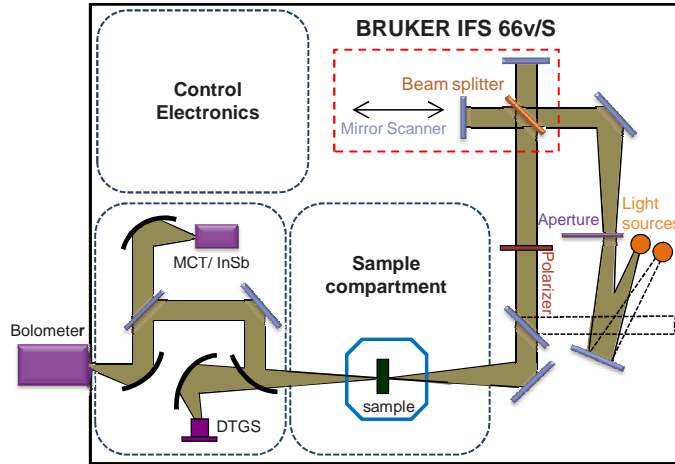 BRUKER IFS 66v/S
Control
Electronics
Beam splitter
Mirror Scanner
Aperture
Light
sources
MCT/ InSb
Sample
compartment
Polarizer
Bolometer
sample
DTGS